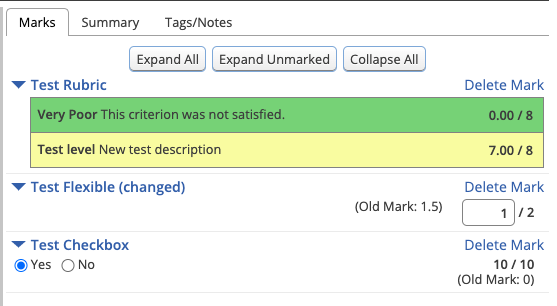 Marks Summary Tags/Notes
Expand All Expand Unmarked Collapse All
Test Rubric Delete Mark
Very Poor This criterion was not satisfied. 0.00 / 8
Test level New test description 7.00 / 8
Test Flexible (changed) Delete Mark
(Old Mark: 1.5) 1 / 2
Test Checkbox Delete Mark
Yes No 10 / 10
(Old Mark: 0)